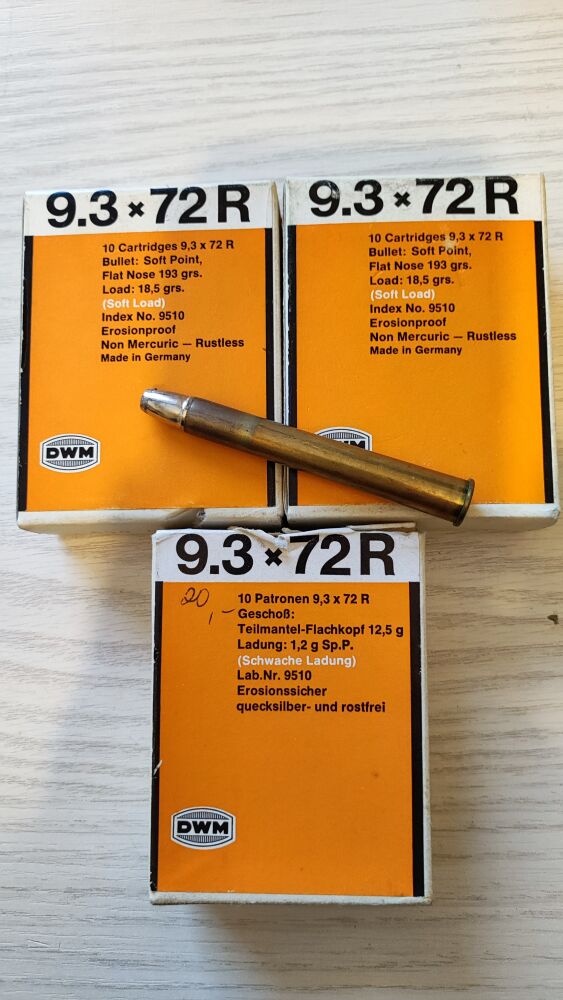 9.3 × 72 R
10 Cartridges 9,3 x 72 R
Bullet: Soft Point,
Flat Nose 193 grs.
Load: 18,5 grs.
(Soft Load)
Index No. 9510
Erosionproof
Non Mercuric — Rustless
Made in Germany
DWM
9.3 × 72 R
10 Cartridges 9,3 x 72 R
Bullet: Soft Point,
Flat Nose 193 grs.
Load: 18,5 grs.
(Soft Load)
Index No. 9510
Erosionproof
Non Mercuric — Rustless
Made in Germany
9.3 × 72 R
20,—
10 Patronen 9,3 x 72 R
Geschoß:
Teilmantel-Flachkopf 12,5 g
Ladung: 1,2 g Sp.P.
(Schwache Ladung)
Lab.Nr. 9510
Erosionssicher
quecksilber- und rostfrei
DWM